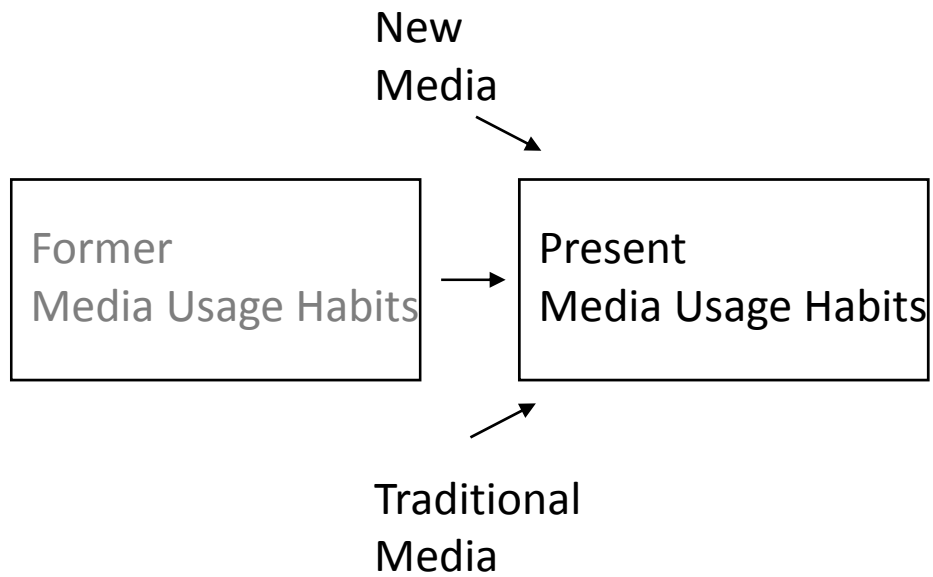 New
Media
Former
Media Usage Habits
Present
Media Usage Habits
Traditional
Media